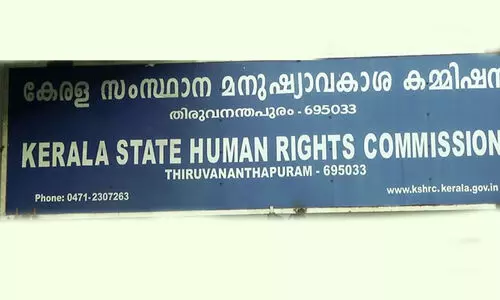 കേരള സംസ്ഥാന മനുഷ്യാവകാശ കമ്മിഷൻ
തിരുവനന്തപുരം - 695033
KERALA STATE HUMAN RIGHTS COMMISSION
THIRUVANANTHAPURAM - 695033
Phone: 0471-2307263
www.kshrc.kerala.gov.in